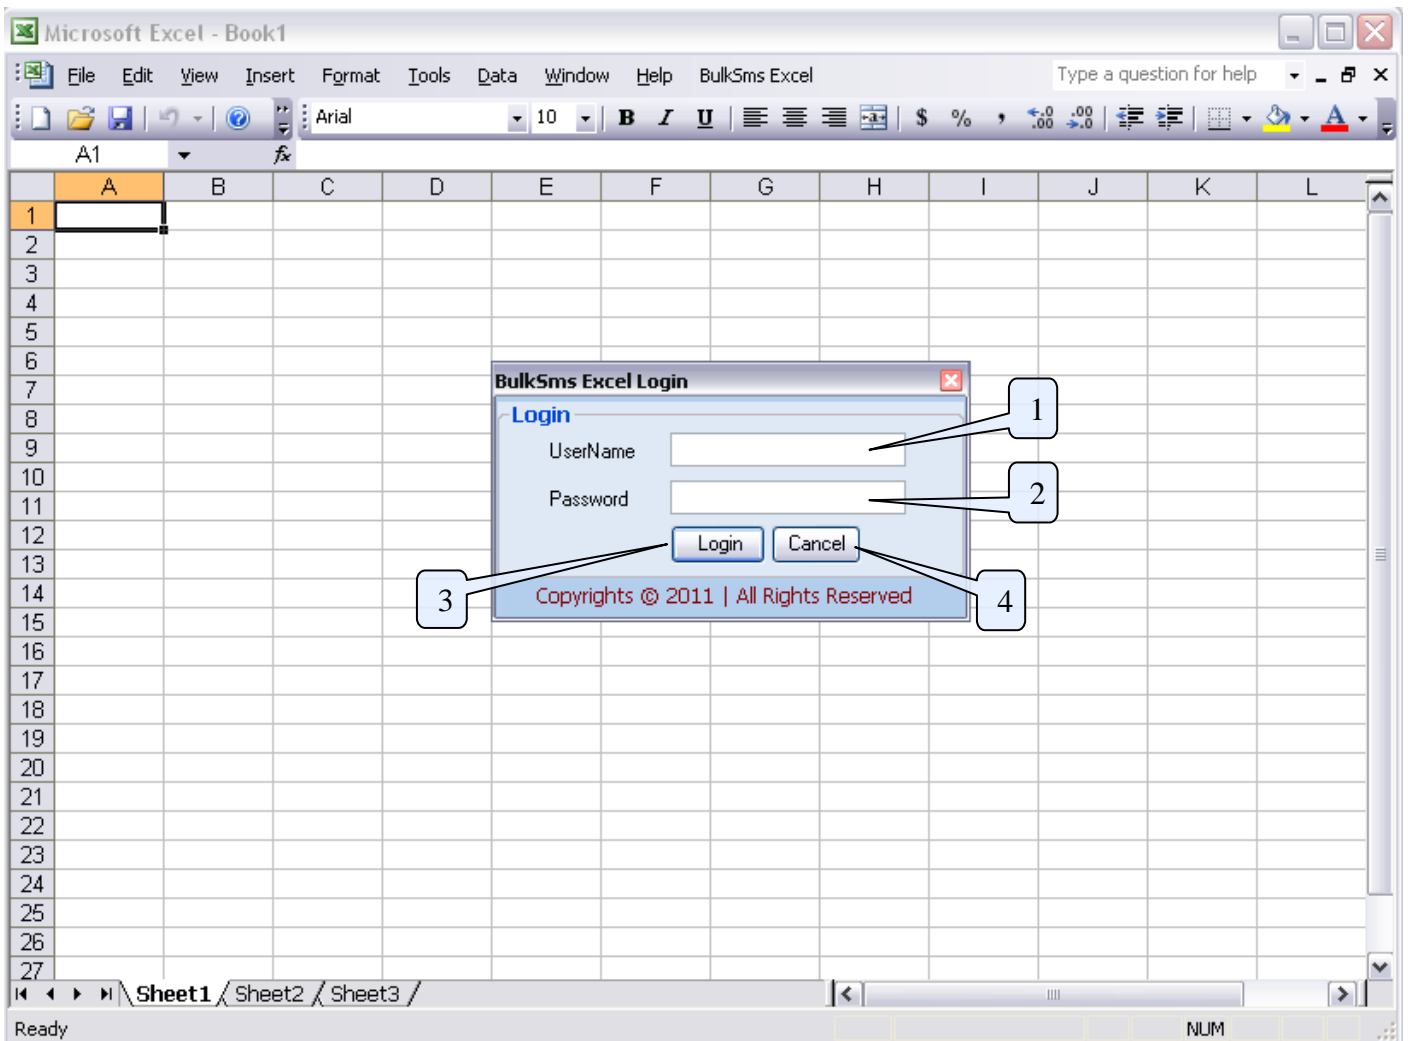 Microsoft Excel - Book1
File Edit View Insert Format Tools Data Window Help BulkSms Excel Type a question for help
Arial 10 B I U $ % , .00 .00
A1 fx
A B C D E F G H I J K L
1
2
3
4
5
6
7
8
9
10
11
12
13
14
15
16
17
18
19
20
21
22
23
24
25
26
27
BulkSms Excel Login
Login
UserName
1
Password
2
Login Cancel
3
4
Copyrights © 2011 | All Rights Reserved
Sheet1 Sheet2 Sheet3
Ready NUM